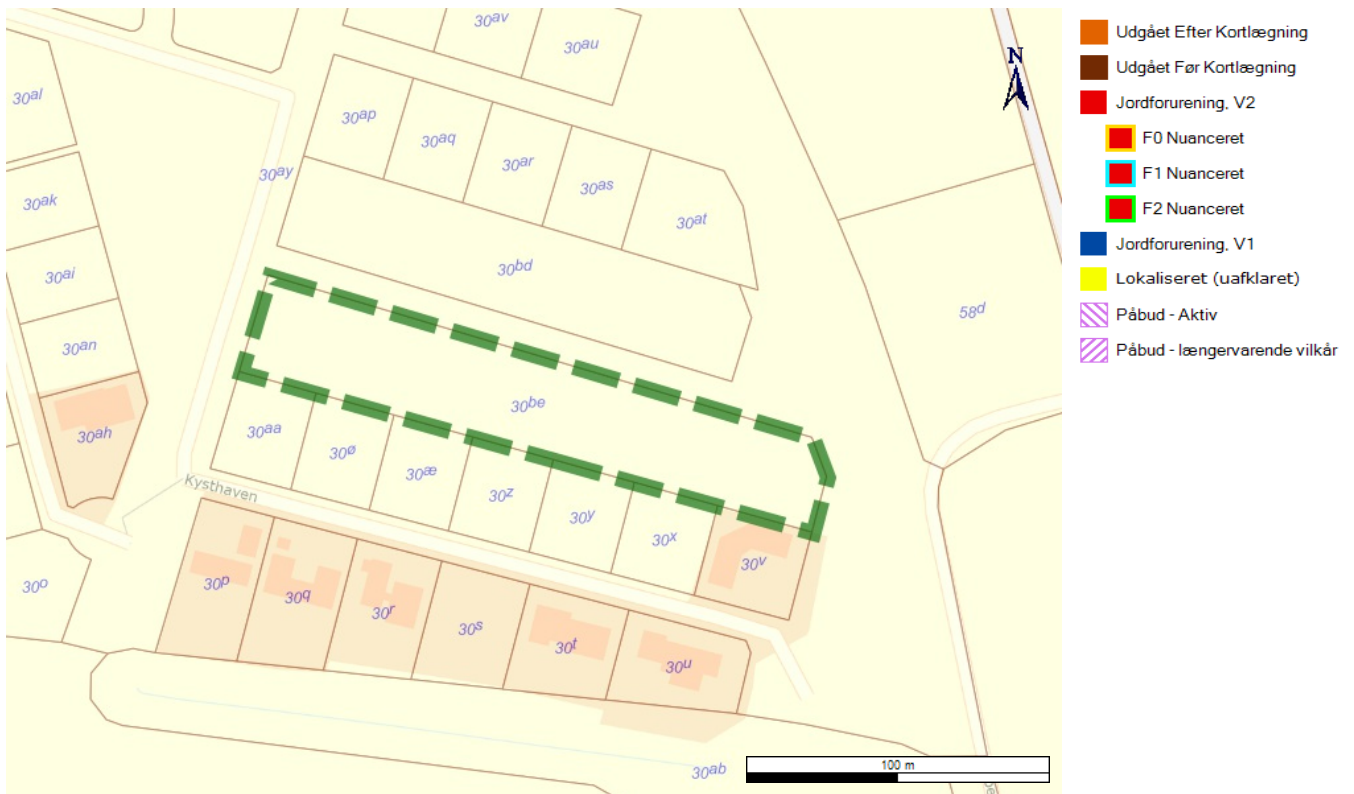 30av
30au
N
30al
30ap
30aq
30ar
30as
30at
30ay
30ak
30ai
30an
30bd
58d
30be
30ah
30aa
30ø
30æ
30z
30y
30x
30v
Kysthaven
30o
30p
30q
30r
30s
30t
30u
30ab
100 m
Udgået Efter Kortlægning
Udgået Før Kortlægning
Jordforurening, V2
F0 Nuanceret
F1 Nuanceret
F2 Nuanceret
Jordforurening, V1
Lokaliseret (uafklaret)
Påbud - Aktiv
Påbud - længervarende vilkår